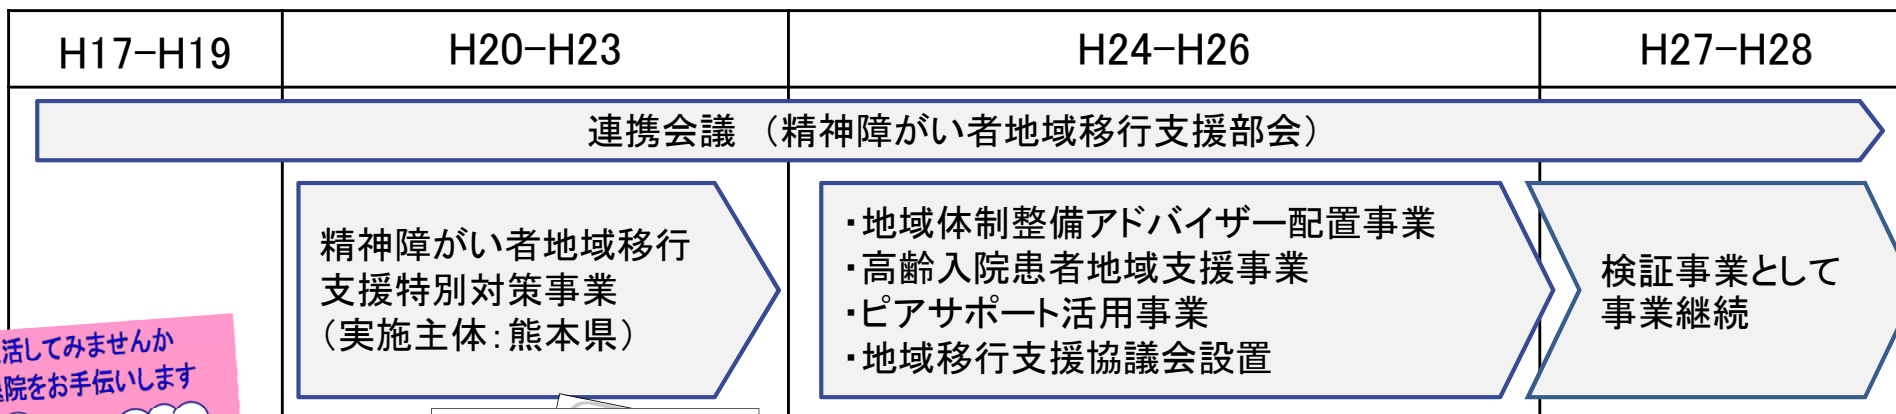 H17-H19
H20-H23
H24-H26
H27-H28
連携会議 (精神障がい者地域移行支援部会)
精神障がい者地域移行
支援特別対策事業
(実施主体:熊本県)
・地域体制整備アドバイザー配置事業
・高齢入院患者地域支援事業
・ピアサポート活用事業
・地域移行支援協議会設置
検証事業として
事業継続
活してみませんか
院をお手伝いします